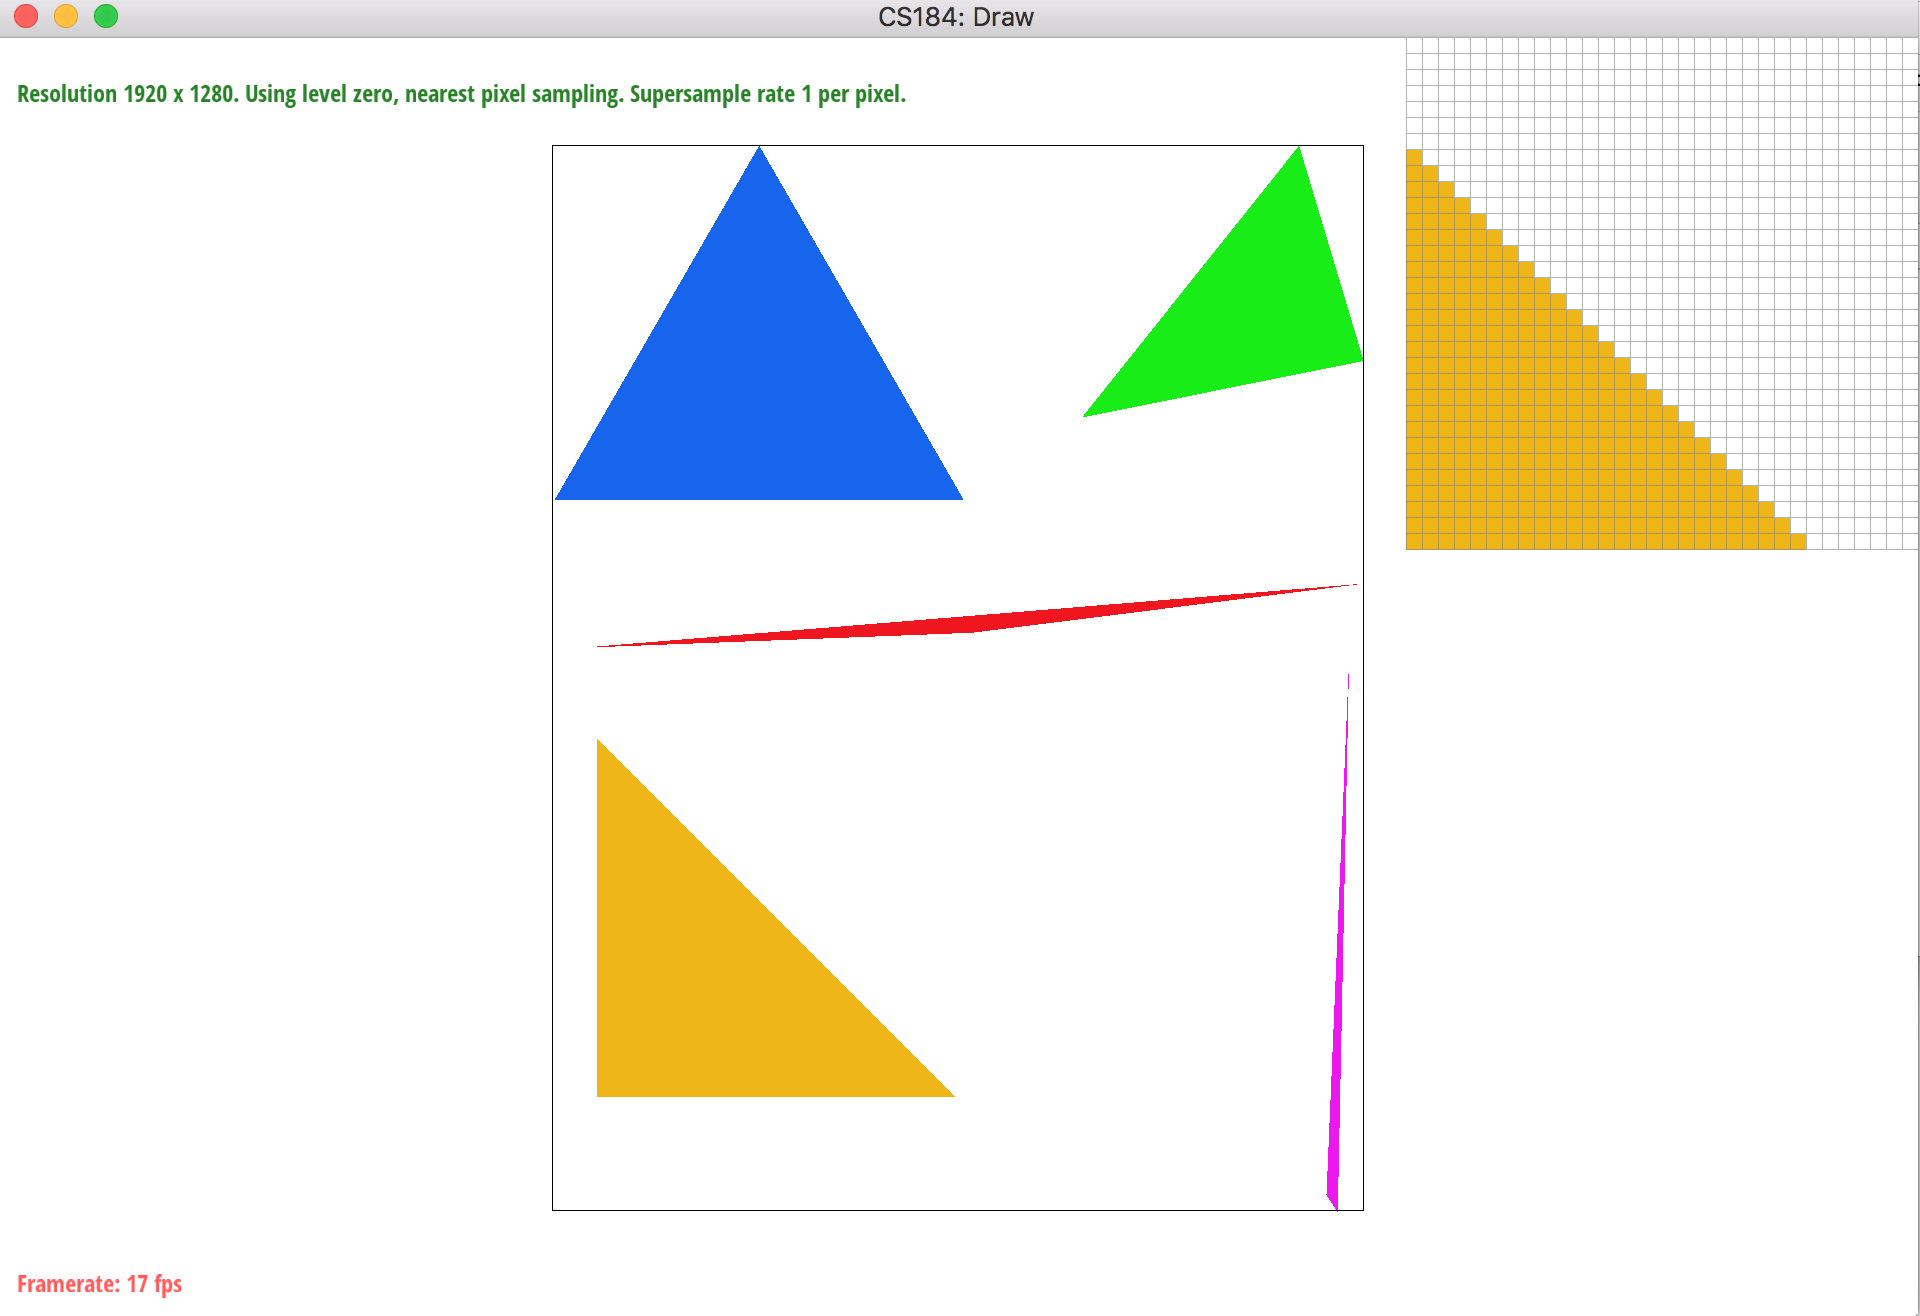 CS184: Draw
Resolution 1920 x 1280. Using level zero, nearest pixel sampling. Supersample rate 1 per pixel.
Framerate: 17 fps